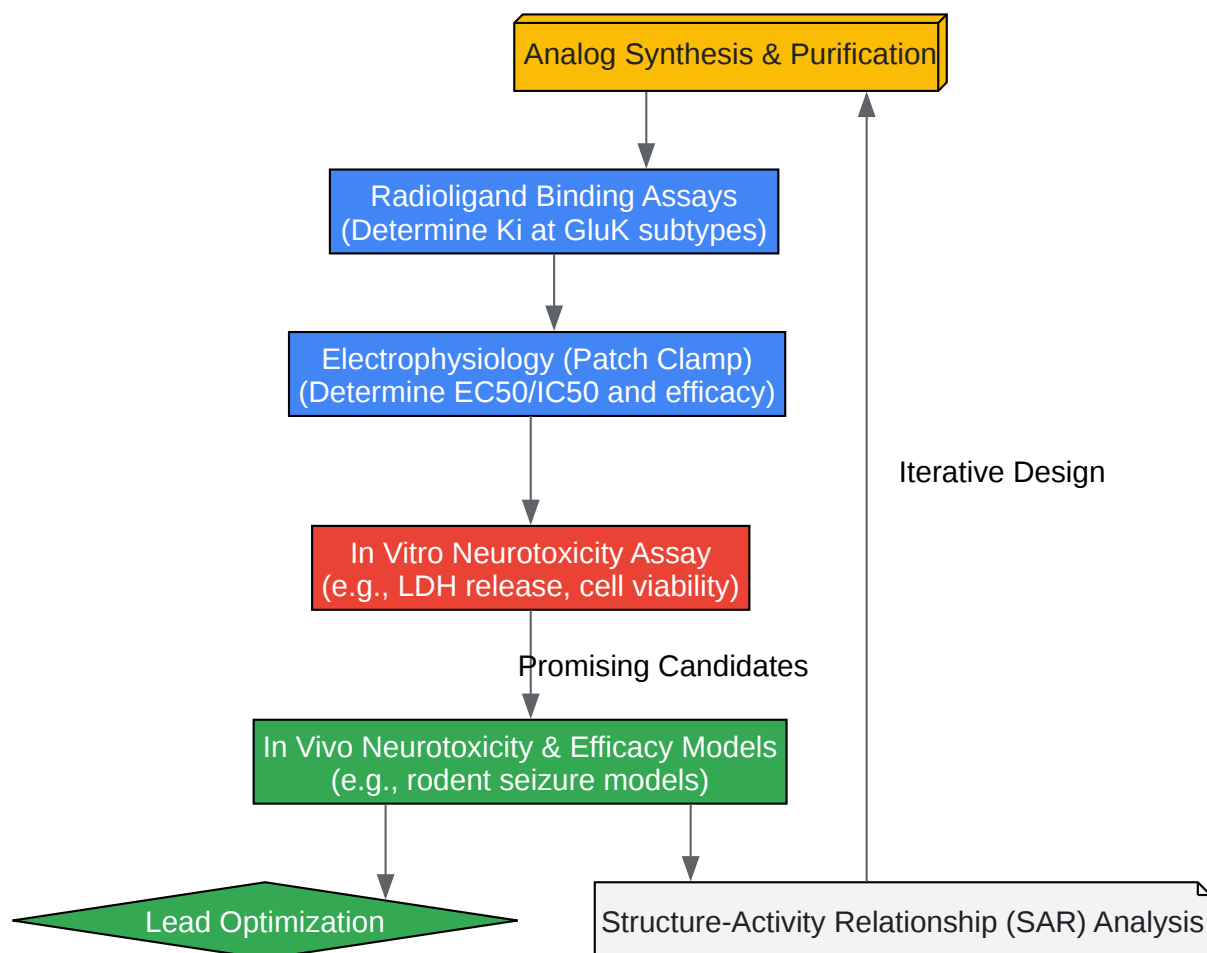 Analog Synthesis & Purification
Radioligand Binding Assays
(Determine Ki at GluK subtypes)
Electrophysiology (Patch Clamp)
(Determine EC50/IC50 and efficacy)
Iterative Design
In Vitro Neurotoxicity Assay
(e.g., LDH release, cell viability)
Promising Candidates
In Vivo Neurotoxicity & Efficacy Models
(e.g., rodent seizure models)
Lead Optimization
Structure-Activity Relationship (SAR) Analysis